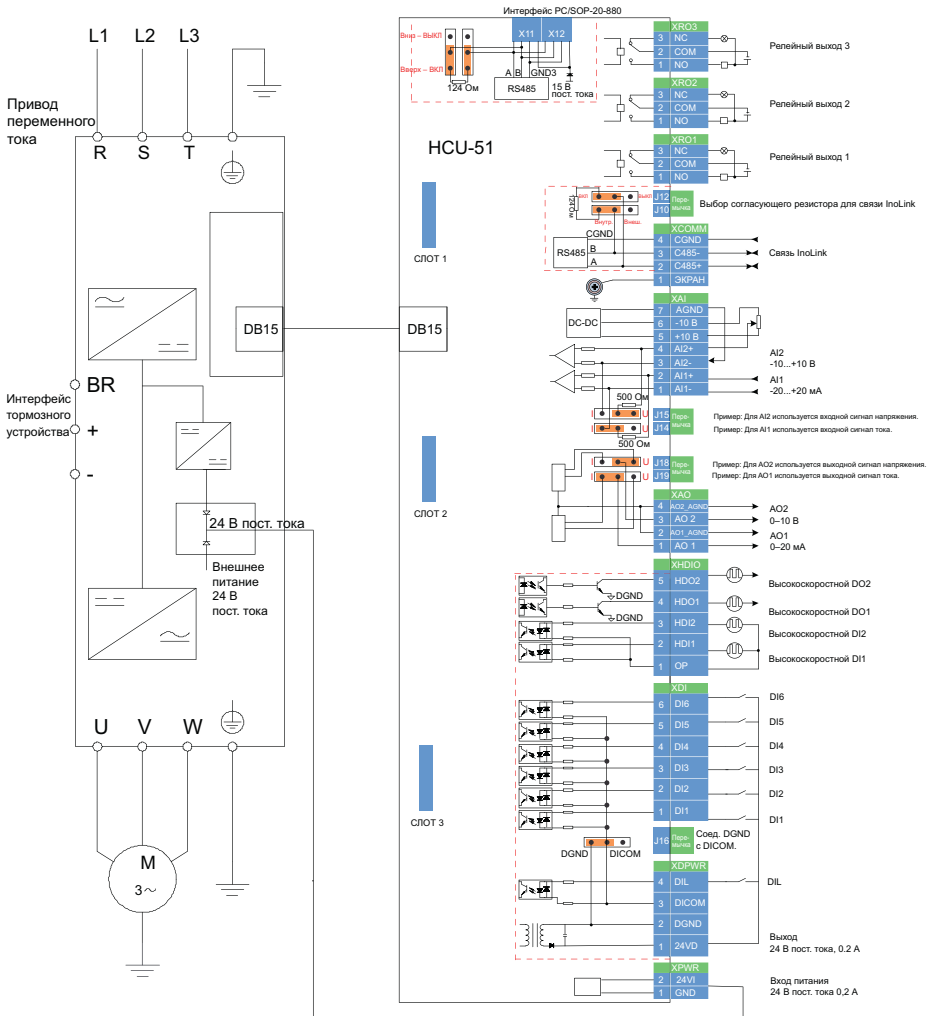 Интерфейс PC/SOP-20-880
L1 L2 L3
Привод
переменного
тока
R S T
BR
Интерфейс
тормозного
устройства
+
-
DB15
24 В пост. тока
Внешнее
питание
24 В
пост. тока
U V W
M
3~
HCU-51
СЛОТ 1
DB15
СЛОТ 2
СЛОТ 3
Вниз – ВЫКЛ
Вверх – ВКЛ
124 Ом
X11 X12
A B GND3
RS485
15 В
пост. тока
XRO3
3 NC
2 COM
1 NO
Релейный выход 3
XRO2
3 NC
2 COM
1 NO
Релейный выход 2
XRO1
3 NC
2 COM
1 NO
Релейный выход 1
124 Ом
ВКЛ
ВЫКЛ
Внутр.
Внеш.
J12
J10
Пере-
мычка
Выбор согласующего резистора для связи InoLink
XCOMM
CGND
RS485
B
A
4 CGND
3 C485-
2 C485+
1 ЭКРАН
Связь InoLink
XAI
DC-DC
7 AGND
6 -10 В
5 +10 В
4 AI2+
3 AI2-
2 AI1+
1 AI1-
AI2
-10...+10 В
AI1
-20...+20 мА
500 Ом
I U
I U
500 Ом
J15
J14
Пере-
мычка
Пример: Для AI2 используется входной сигнал напряжения.
Пример: Для AI1 используется входной сигнал тока.
I U
I U
J18
J19
Пере-
мычка
Пример: Для AO2 используется выходной сигнал напряжения.
Пример: Для AO1 используется выходной сигнал тока.
XAO
4 AO2_AGND
3 AO 2
2 AO1_AGND
1 AO 1
AO2
0–10 В
AO1
0–20 мА
XHDIO
5 HDO2
4 HDO1
3 HDI2
2 HDI1
1 OP
DGND
DGND
Высокоскоростной DO2
Высокоскоростной DO1
Высокоскоростной DI2
Высокоскоростной DI1
XDI
6 DI6
5 DI5
4 DI4
3 DI3
2 DI2
1 DI1
DI6
DI5
DI4
DI3
DI2
DI1
DGND
DICOM
J16
Пере-
мычка
Соед. DGND
с DICOM.
XDPWR
4 DIL
3 DICOM
2 DGND
1 24VD
DIL
Выход
24 В пост. тока, 0.2 А
XPWR
2 24VI
1 GND
Вход питания
24 В пост. тока 0,2 А